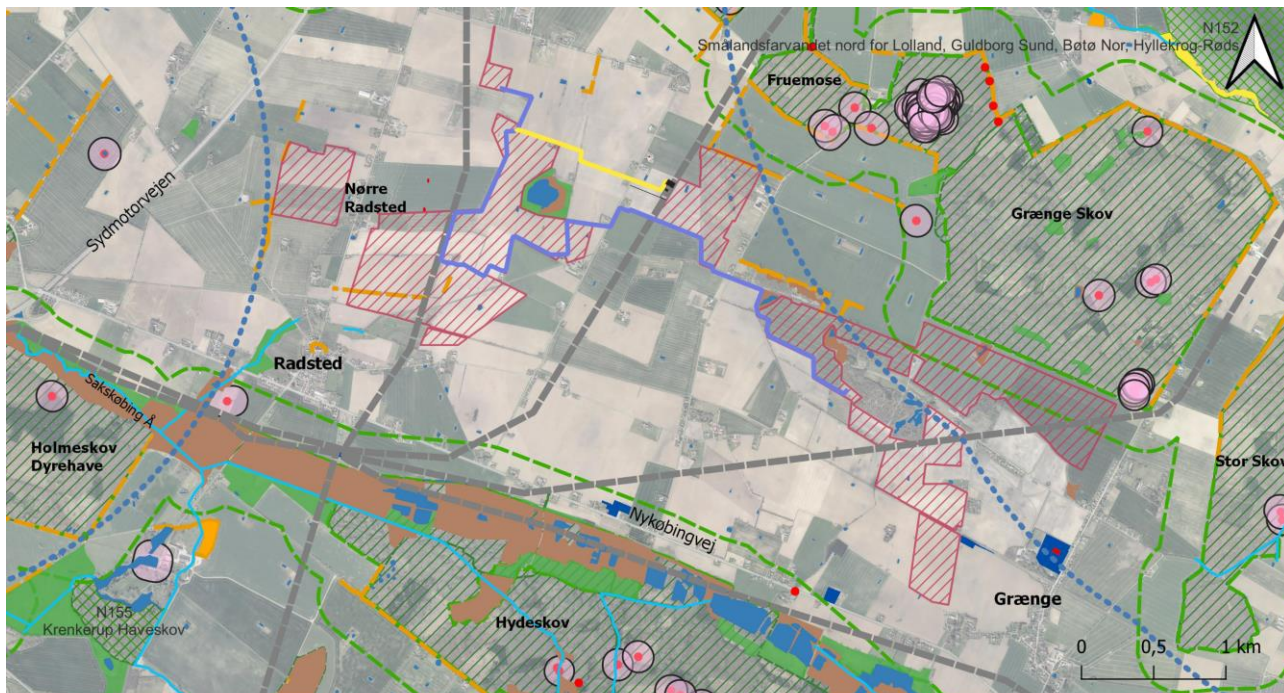 N152
Smålandsfarvandet nord for Lolland, Guldborg Sund, Bøtø Nor, Hyllekrog-Røds
Fruemose
Sydmotorvejen
Nørre
Radsted
Grænge Skov
Radsted
Sakskøbing Å
Holmeskov
Dyrehave
Stor Skov
Nykøbingvej
N155
Krenkerup Haveskov
Hydeskov
Grænge
0 0,5 1 km